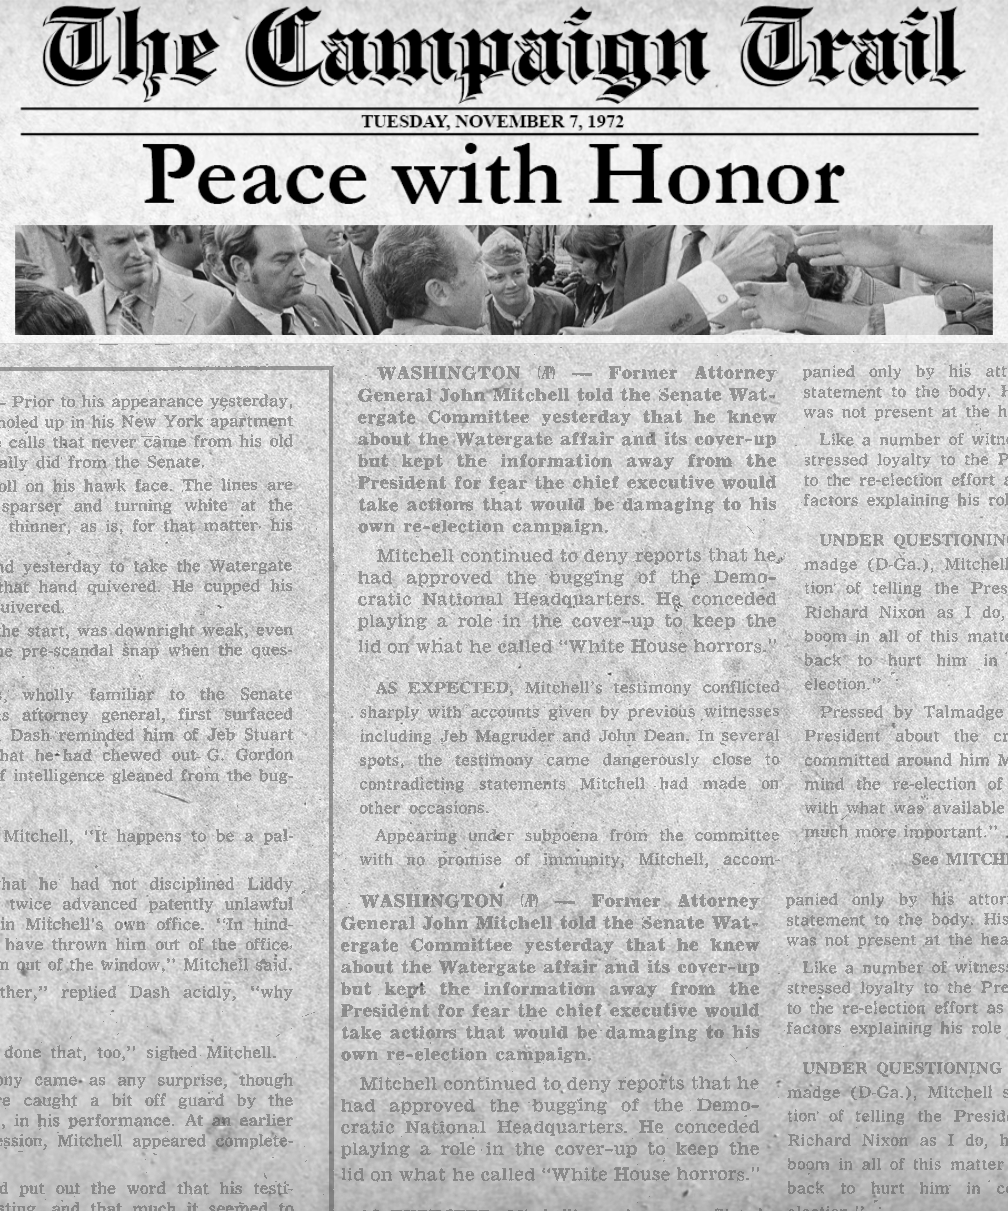 The Campaign Trail
TUESDAY, NOVEMBER 7, 1972
Peace with Honor
– Prior to his appearance yesterday,
holed up in his New York apartment
calls that never came from his old
ally did from the Senate.
oll on his hawk face. The lines are
sparser and turning white at the
thinner, as is, for that matter his
nd yesterday to take the Watergate
that hand quivered. He cupped his
uivered.
the start, was downright weak, even
he pre-scandal snap when the ques-
, wholly familiar to the Senate
s attorney general, first surfaced
. Dash reminded him of Jeb Stuart
hat he had chewed out G. Gordon
f intelligence gleaned from the bug-
Mitchell, "It happens to be a pal-
hat he had not disciplined Liddy
twice advanced patently unlawful
in Mitchell's own office. "In hind-
have thrown him out of the office.
m out of the window," Mitchell said.
ther," replied Dash acidly, "why
done that, too," sighed Mitchell.
ony came as any surprise, though
re caught a bit off guard by the
, in his performance. At an earlier
ession, Mitchell appeared complete-
d put out the word that his testi-
sting, and that much it seemed to
WASHINGTON (AP) — Former Attorney
General John Mitchell told the Senate Wat-
ergate Committee yesterday that he knew
about the Watergate affair and its cover-up
but kept the information away from the
President for fear the chief executive would
take actions that would be damaging to his
own re-election campaign.
Mitchell continued to deny reports that he
had approved the bugging of the Demo-
cratic National Headquarters. He conceded
playing a role in the cover-up to keep the
lid on what he called "White House horrors."
AS EXPECTED, Mitchell's testimony conflicted
sharply with accounts given by previous witnesses
including Jeb Magruder and John Dean. In several
spots, the testimony came dangerously close to
contradicting statements Mitchell had made on
other occasions.
Appearing under subpoena from the committee
with no promise of immunity, Mitchell, accom-
WASHINGTON (AP) — Former Attorney
General John Mitchell told the Senate Wat-
ergate Committee yesterday that he knew
about the Watergate affair and its cover-up
but kept the information away from the
President for fear the chief executive would
take actions that would be damaging to his
own re-election campaign.
Mitchell continued to deny reports that he
had approved the bugging of the Demo-
cratic National Headquarters. He conceded
playing a role in the cover-up to keep the
lid on what he called "White House horrors."
panied only by his att
statement to the body. H
was not present at the h
Like a number of witn
stressed loyalty to the P
to the re-election effort a
factors explaining his rol
UNDER QUESTIONING
madge (D-Ga.), Mitchell
tion of telling the Pres
Richard Nixon as I do,
boom in all of this matte
back to hurt him in
election."
Pressed by Talmadge
President about the cr
committed around him M
mind the re-election of
with what was available
much more important."
See MITCH
panied only by his attor
statement to the body. His
was not present at the hea
Like a number of witness
stressed loyalty to the Pre
to the re-election effort as
factors explaining his role
UNDER QUESTIONING
madge (D-Ga.), Mitchell s
tion of telling the Presid
Richard Nixon as I do, h
boom in all of this matter
back to hurt him in c